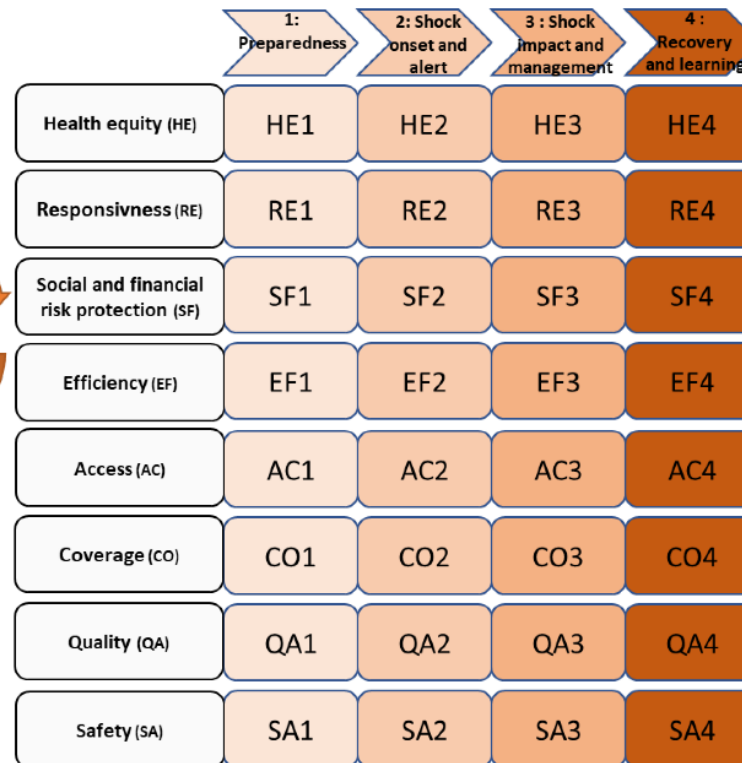 1:
Preparedness
2: Shock
onset and
alert
3 : Shock
impact and
management
4 :
Recovery
and learning
Health equity (HE)
HE1
HE2
HE3
HE4
Responsivness (RE)
RE1
RE2
RE3
RE4
Social and financial
risk protection (SF)
SF1
SF2
SF3
SF4
Efficiency (EF)
EF1
EF2
EF3
EF4
Access (AC)
AC1
AC2
AC3
AC4
Coverage (CO)
CO1
CO2
CO3
CO4
Quality (QA)
QA1
QA2
QA3
QA4
Safety (SA)
SA1
SA2
SA3
SA4